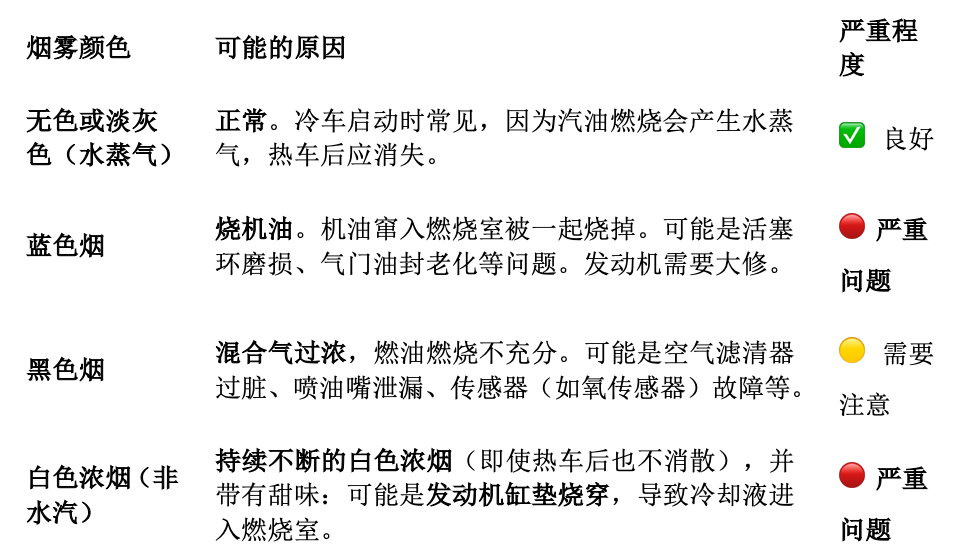 烟雾颜色 可能的原因 严重程
度
无色或淡灰 正常。冷车启动时常见，因为汽油燃烧会产生水蒸 ✅ 良好
色（水蒸气） 气，热车后应消失。
蓝色烟 烧机油。机油窜入燃烧室被一起烧掉。可能是活塞 🔴 严重
环磨损、气门油封老化等问题。发动机需要大修。 问题
黑色烟 混合气过浓，燃油燃烧不充分。可能是空气滤清器 🟡 需要
过脏、喷油嘴泄漏、传感器（如氧传感器）故障等。 注意
白色浓烟（非 持续不断的白色浓烟（即使热车后也不消散），并 🔴 严重
水汽） 带有甜味：可能是发动机缸垫烧穿，导致冷却液进
入燃烧室。 问题